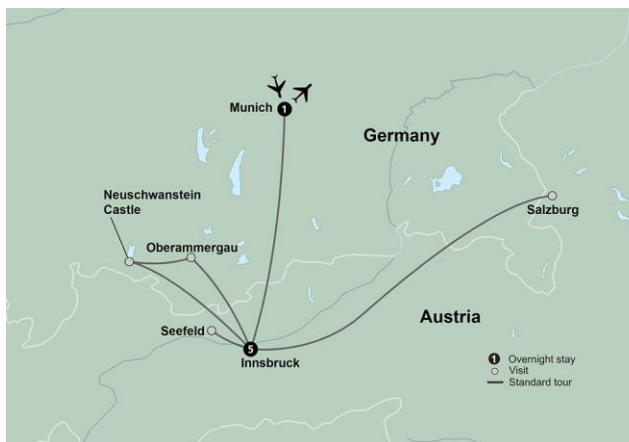 Munich
1
Germany
Neuschwanstein
Castle
Oberammergau
Salzburg
Seefeld
5
Innsbruck
Austria
1 Overnight stay
Visit
Standard tour